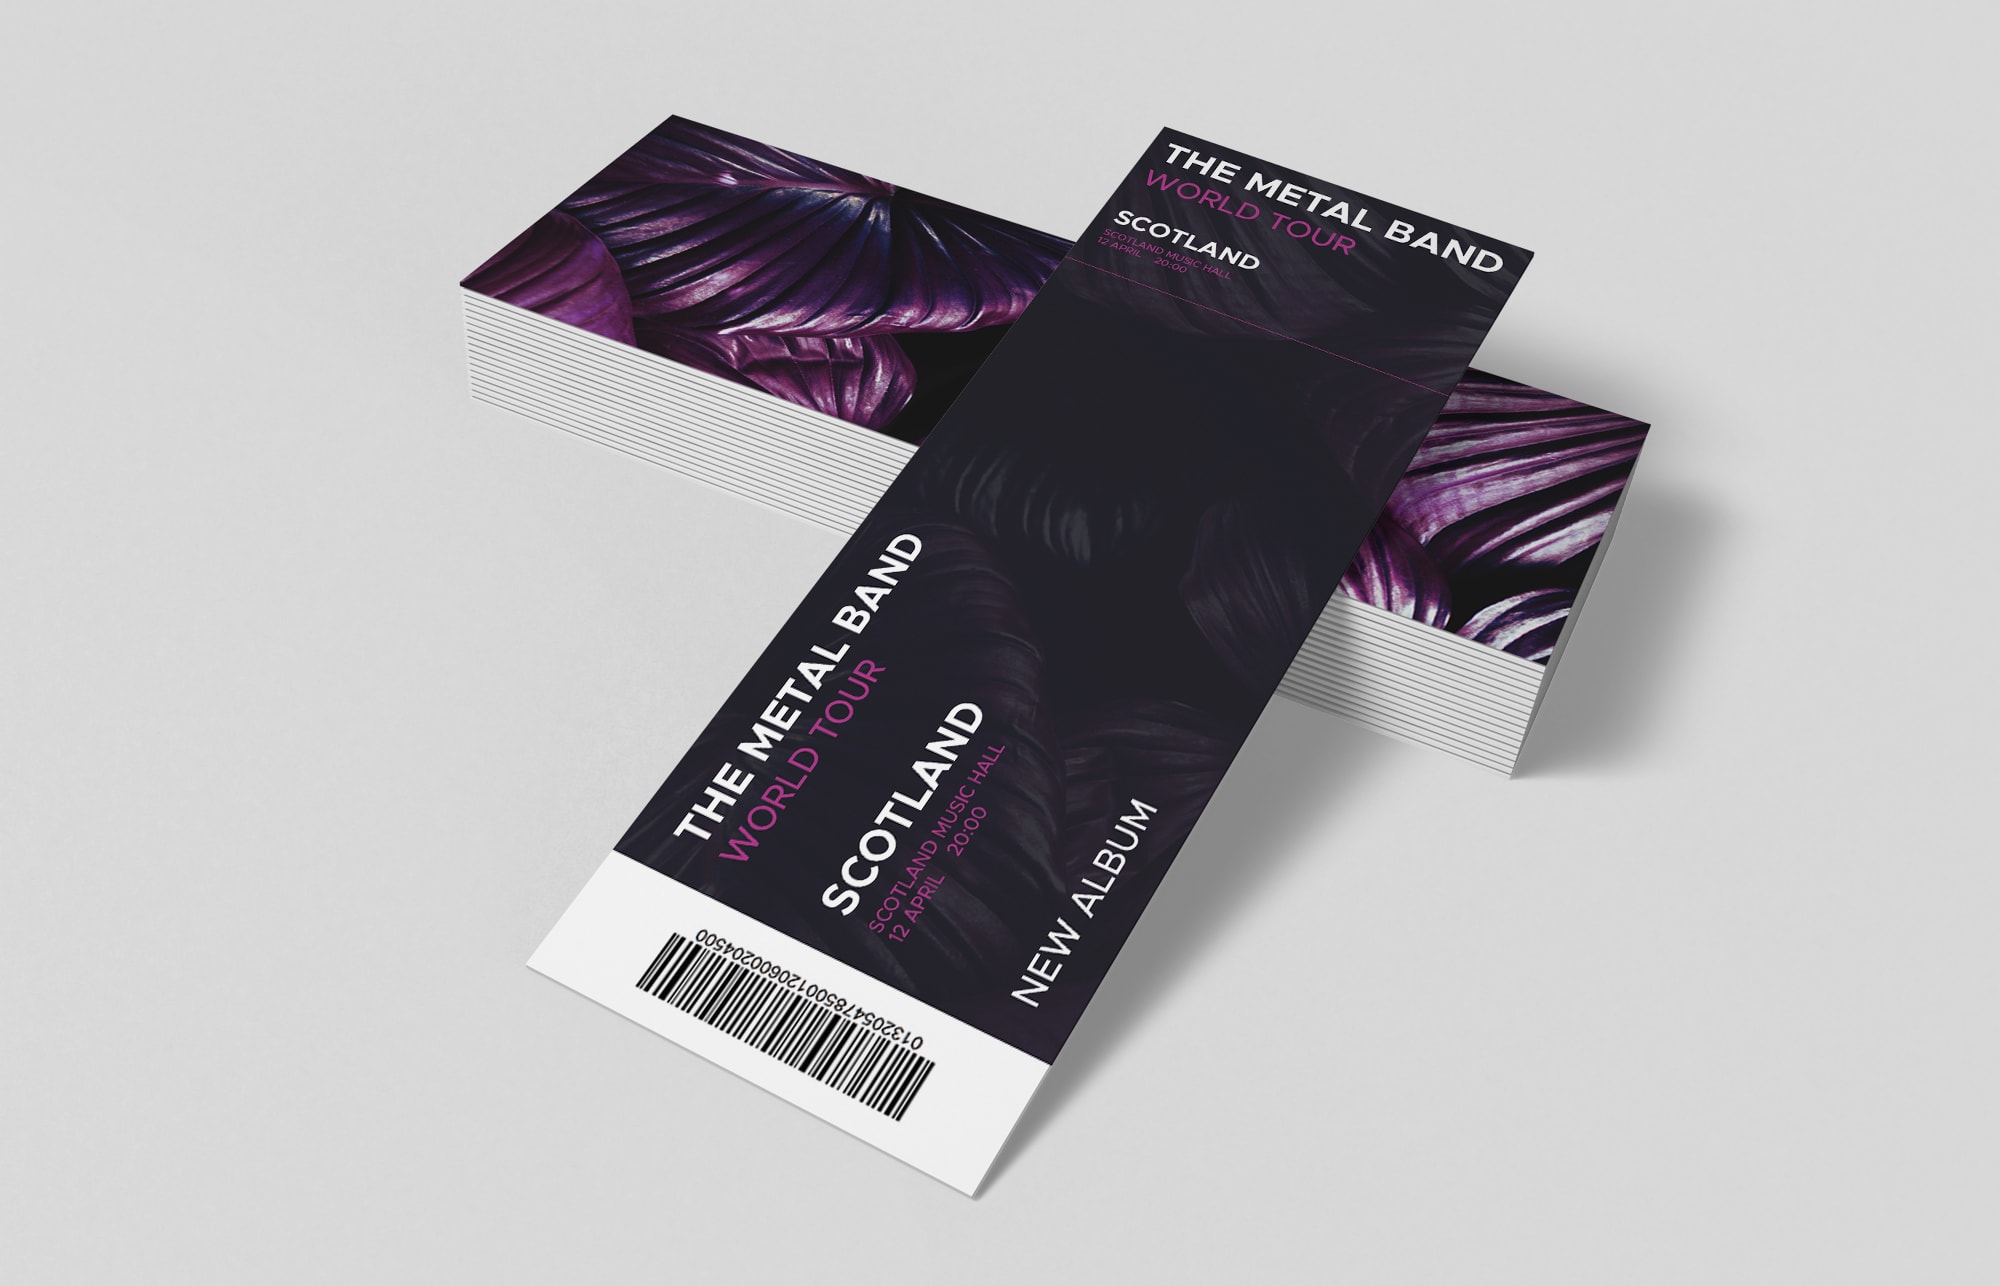 THE METAL BAND
WORLD TOUR
SCOTLAND
SCOTLAND MUSIC HALL
12 APRIL 20:00
THE METAL BAND
WORLD TOUR
SCOTLAND
SCOTLAND MUSIC HALL
12 APRIL 20:00
NEW ALBUM
013205478500120600204500